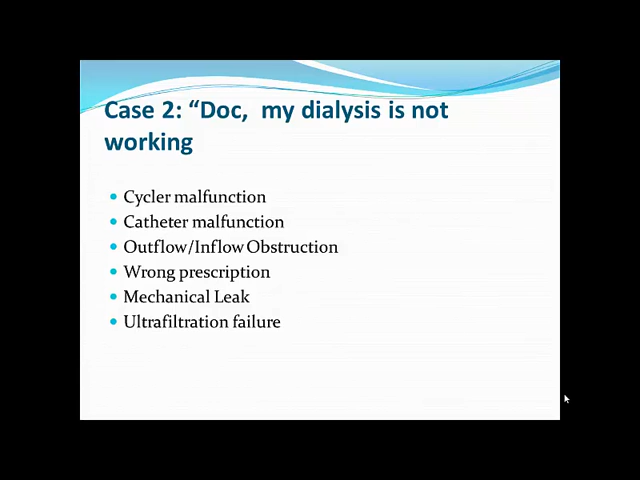 Case 2: “Doc,  my dialysis is not
working
• Cycler malfunction
• Catheter malfunction
• Outflow/Inflow Obstruction
• Wrong prescription
• Mechanical Leak
• Ultrafiltration failure